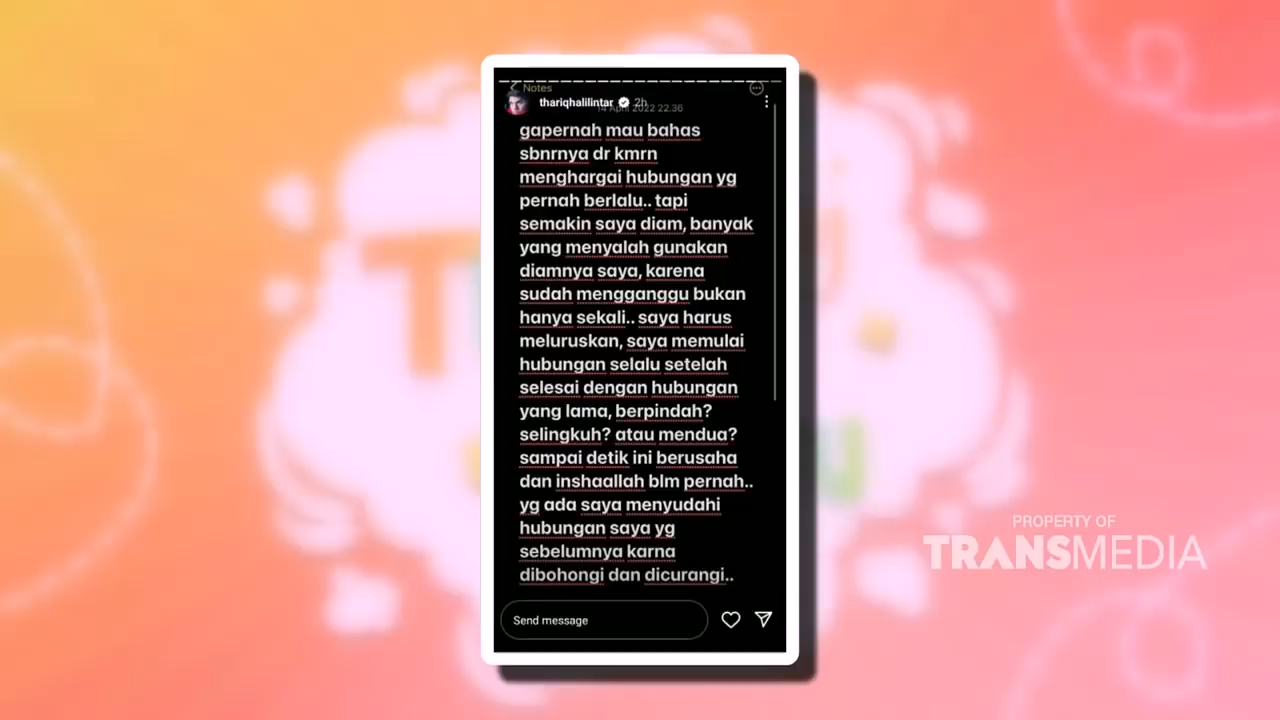 Notes
thariqhalilintar 2h
14 April 2022 22.36
gapernah mau bahas
sbnrnya dr kmrn
menghargai hubungan yg
pernah berlalu.. tapi
semakin saya diam, banyak
yang menyalah gunakan
diamnya saya, karena
sudah mengganggu bukan
hanya sekali.. saya harus
meluruskan, saya memulai
hubungan selalu setelah
selesai dengan hubungan
yang lama, berpindah?
selingkuh? atau mendua?
sampai detik ini berusaha
dan inshaallah blm pernah..
yg ada saya menyudahi
hubungan saya yg
sebelumnya karna
dibohongi dan dicurangi..
Send message
PROPERTY OF
TRANSMEDIA